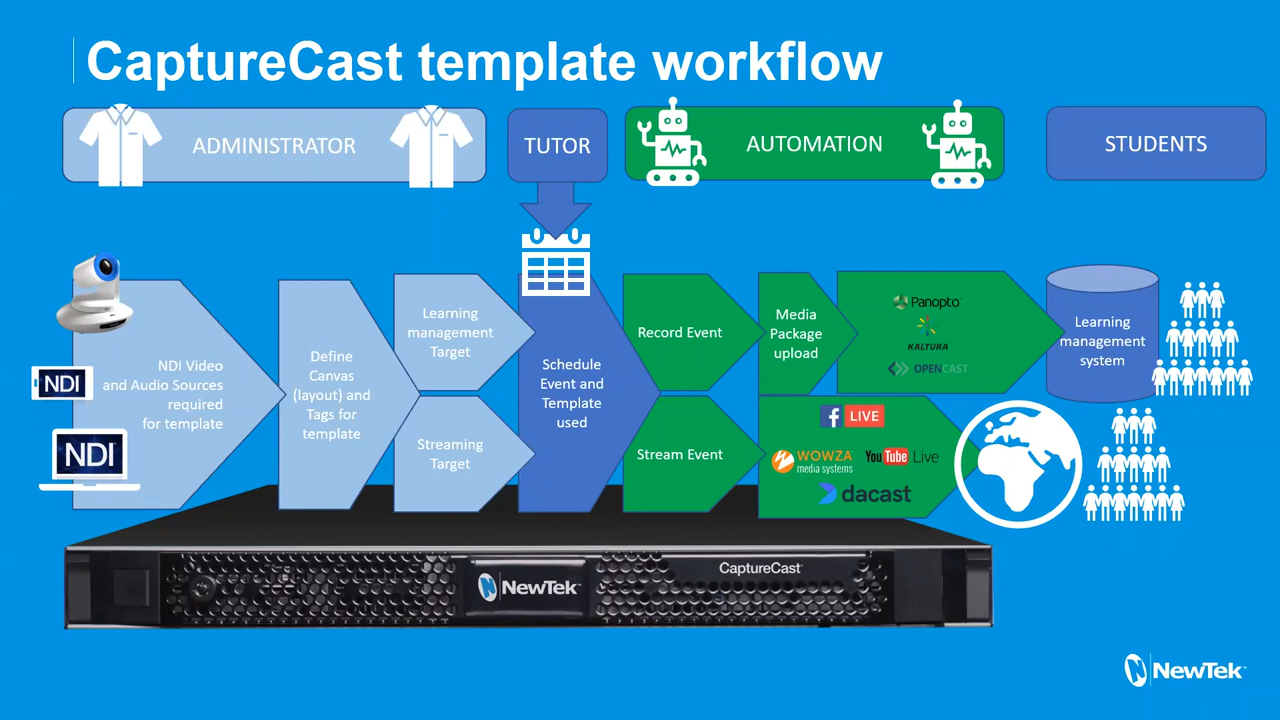 CaptureCast template workflow
ADMINISTRATOR
TUTOR
AUTOMATION
STUDENTS
NDI
NDI
NDI Video
and Audio Sources
required
for template
Define
Canvas
(layout) and
Tags for
template
Learning
management
Target
Streaming
Target
Schedule
Event and
Template
used
Record Event
Stream Event
Media
Package
upload
Panopto
KALTURA
OPENCAST
f LIVE
WOWZA
media systems
YouTube Live
dacast
Learning
management
system
NewTek
CaptureCast
NewTek